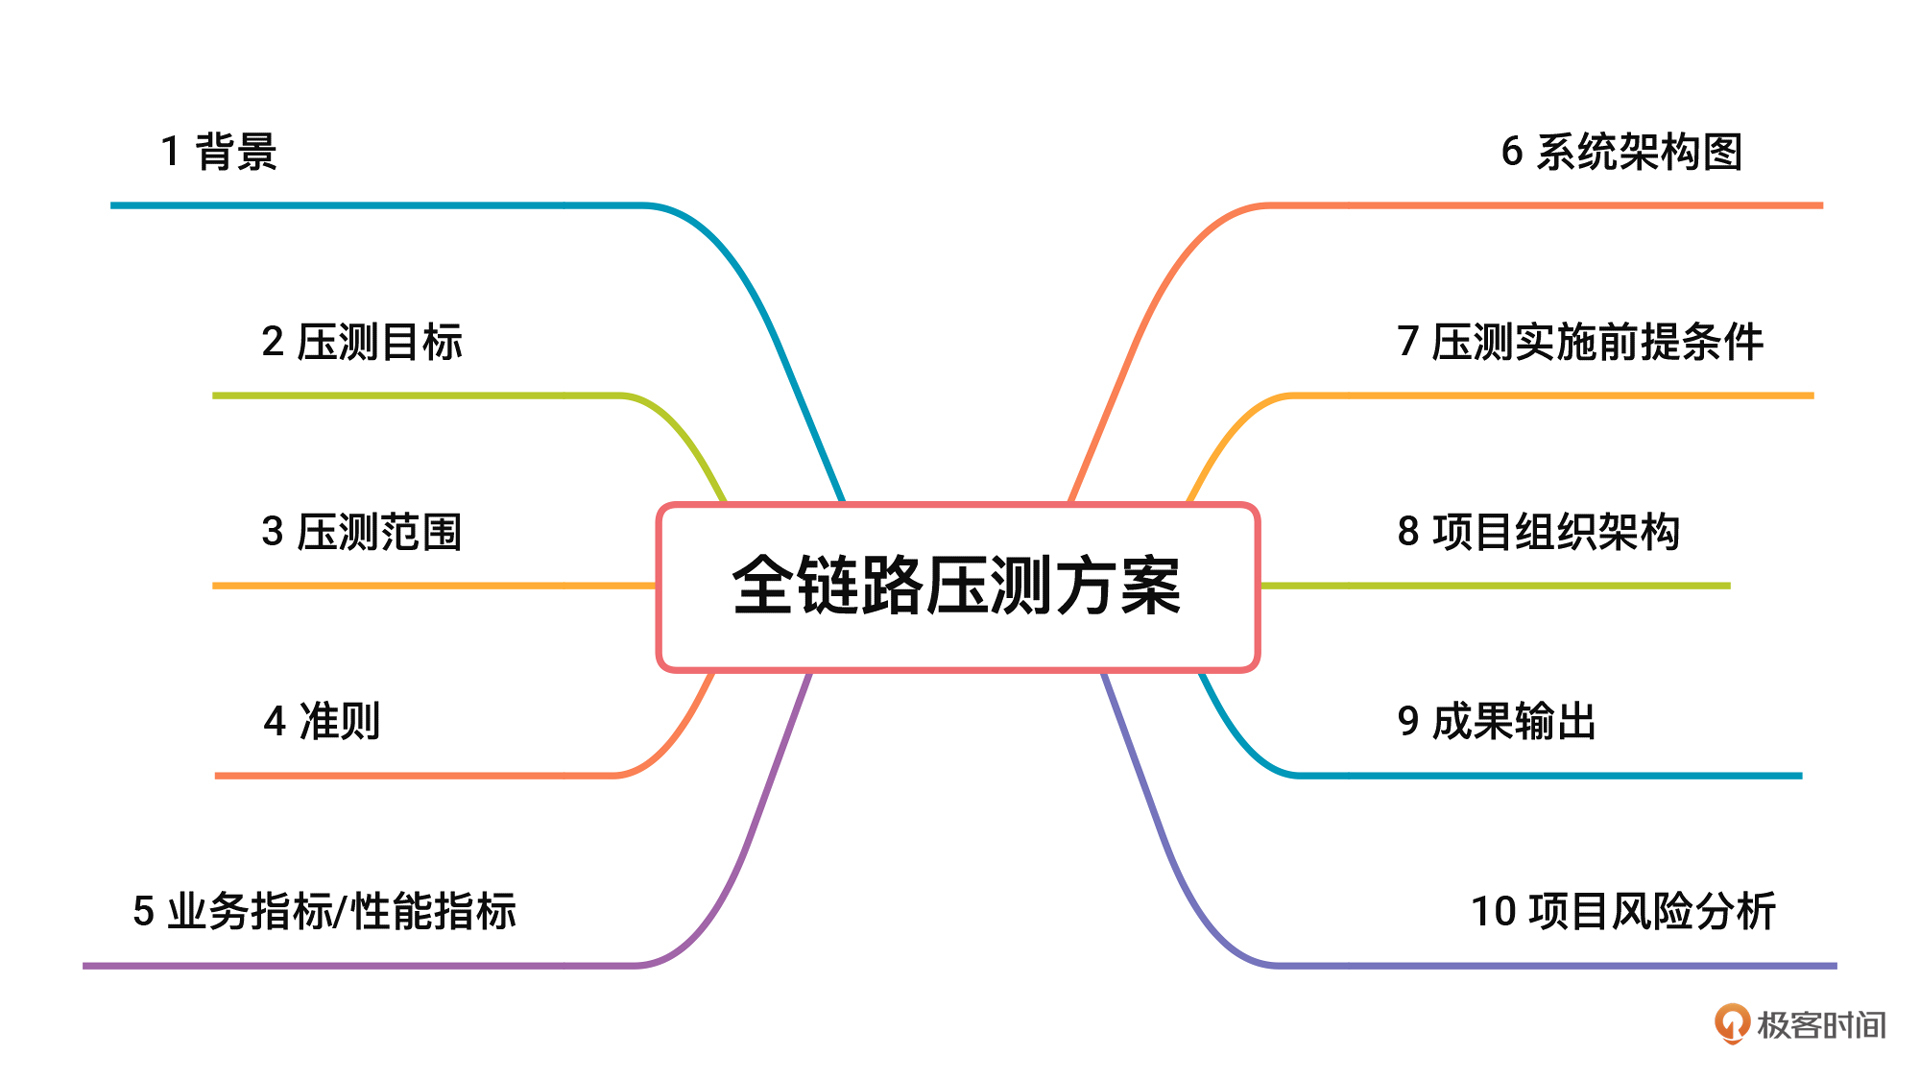 1 背景
2 压测目标
3 压测范围
4 准则
5 业务指标/性能指标
全链路压测方案
6 系统架构图
7 压测实施前提条件
8 项目组织架构
9 成果输出
10 项目风险分析
极客时间